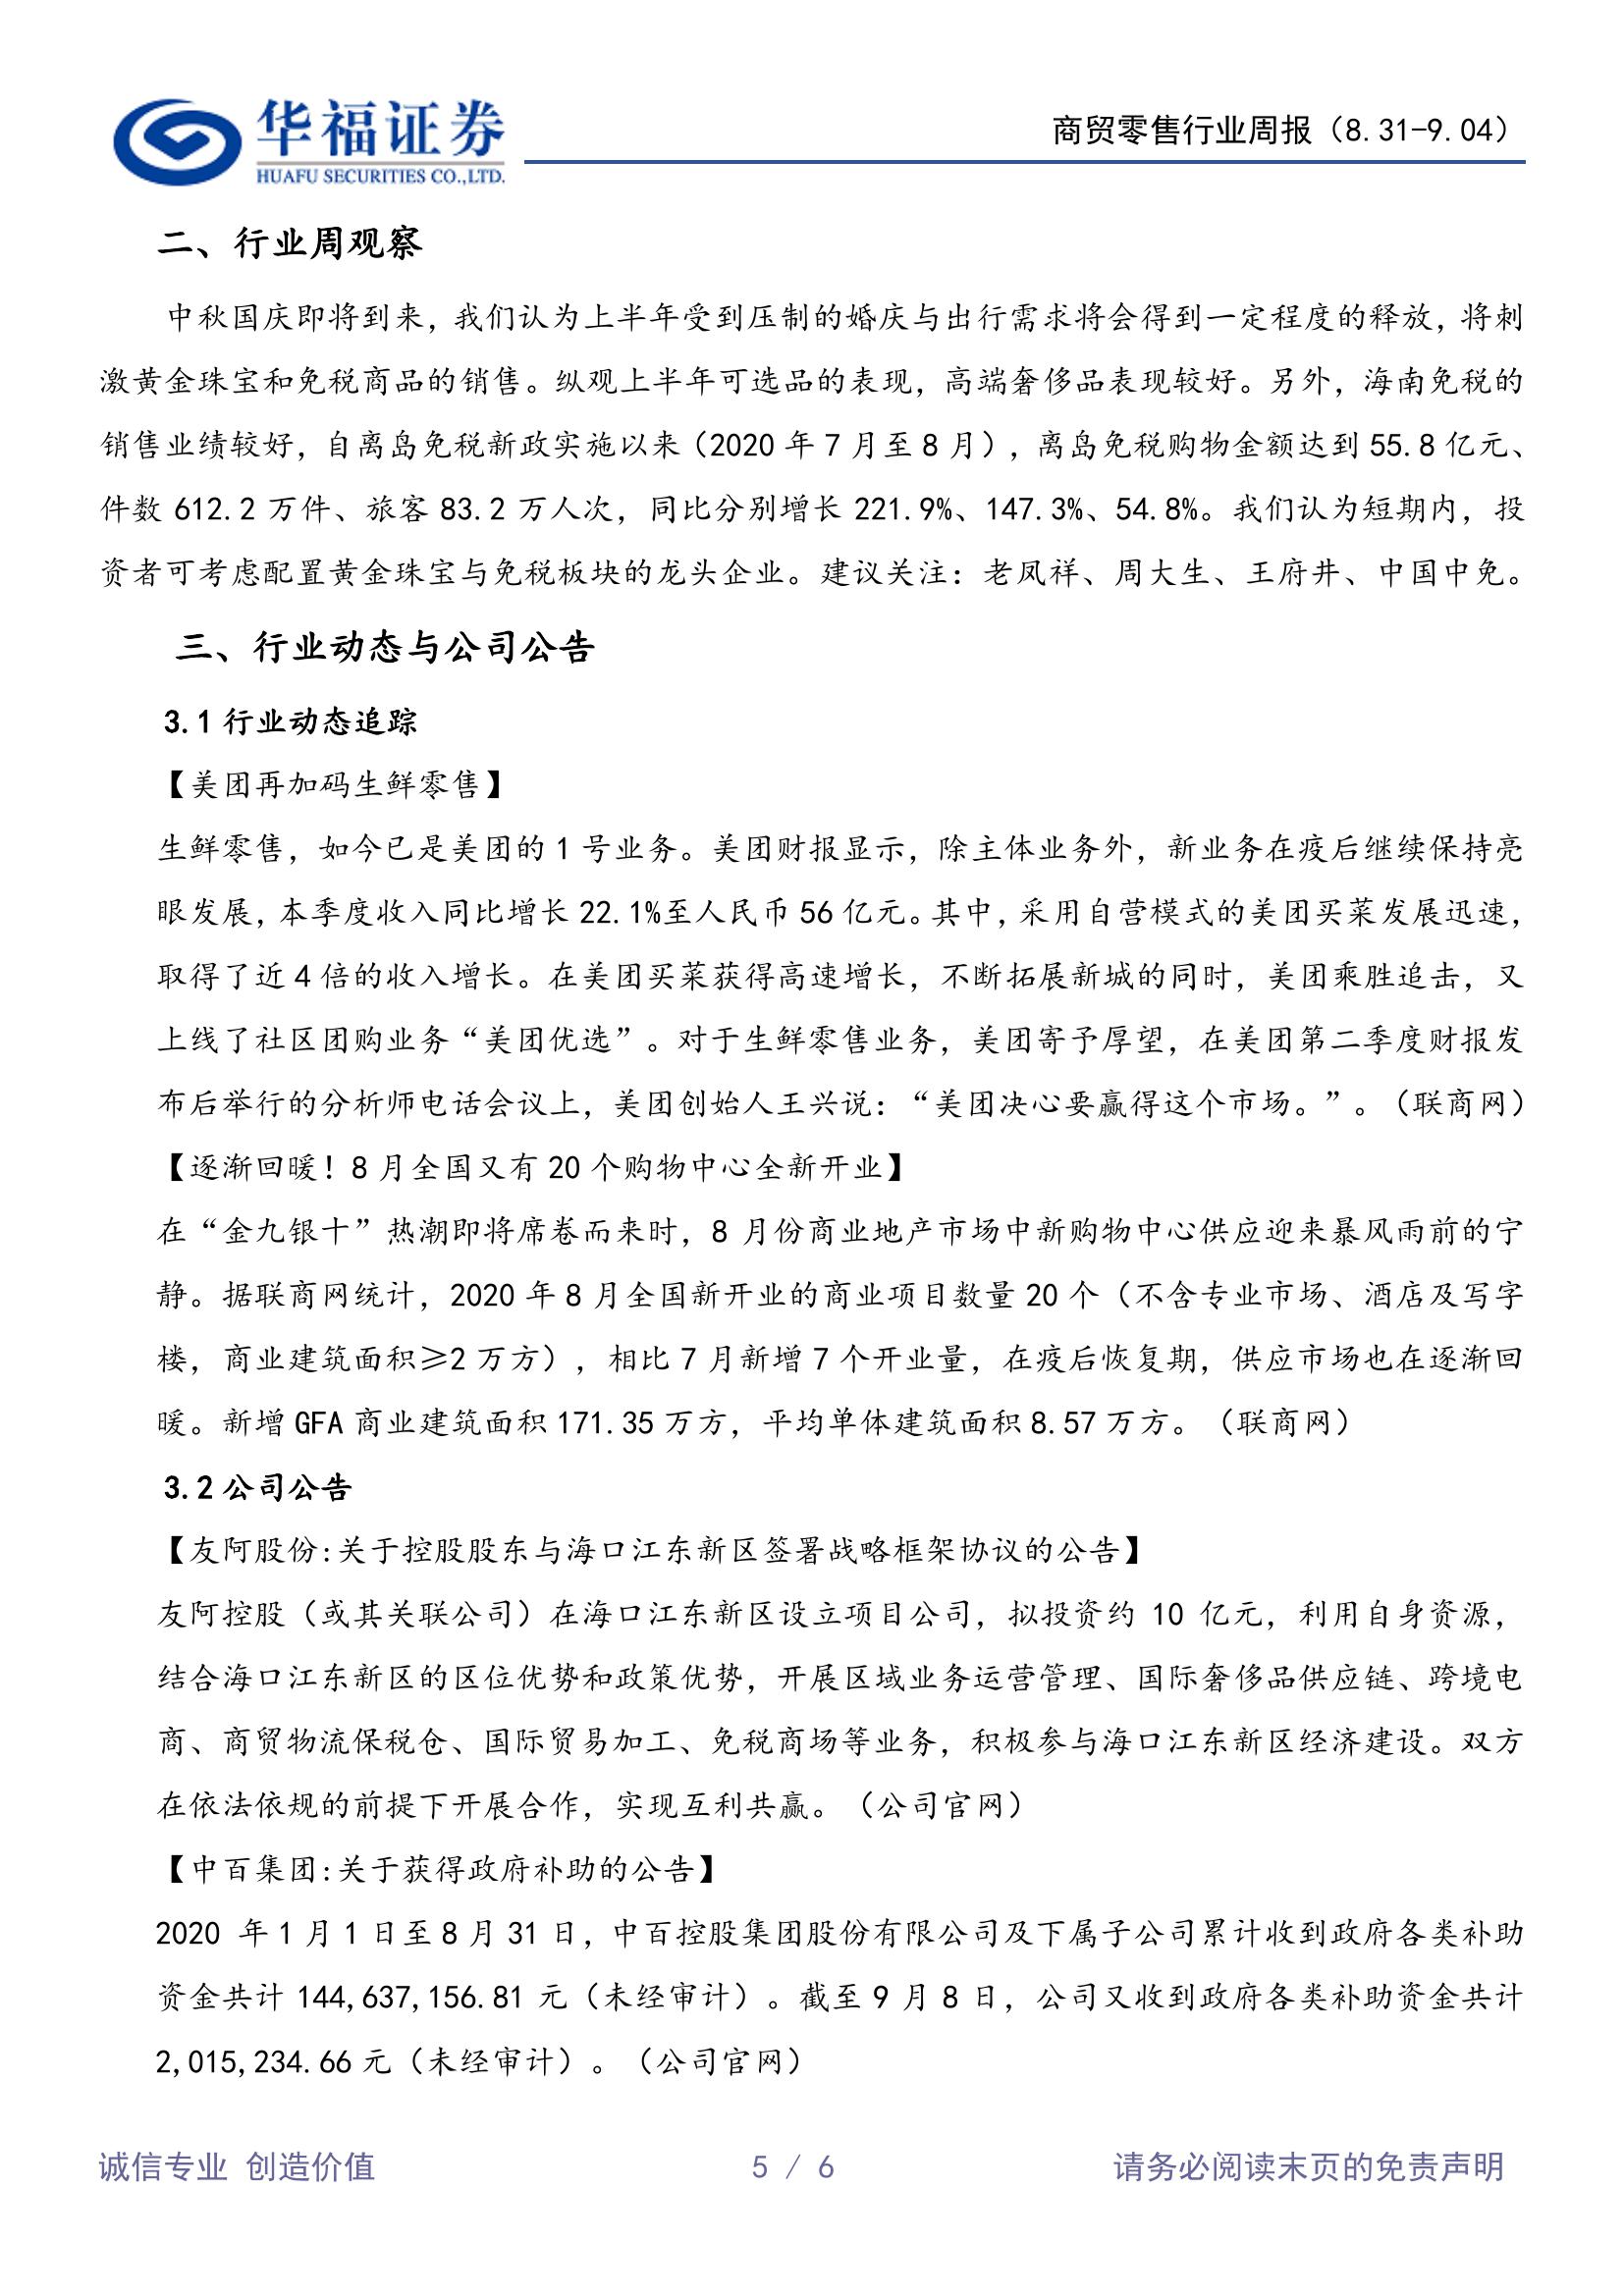 华福证券
HUAFU SECURITIES CO.,LTD.
商贸零售行业周报（8.31-9.04）
二、行业周观察
中秋国庆即将到来，我们认为上半年受到压制的婚庆与出行需求将会得到一定程度的释放，将刺
激黄金珠宝和免税商品的销售。纵观上半年可选品的表现，高端奢侈品表现较好。另外，海南免税的
销售业绩较好，自离岛免税新政实施以来（2020 年 7 月至 8 月），离岛免税购物金额达到 55.8 亿元、
件数 612.2 万件、旅客 83.2 万人次，同比分别增长 221.9%、147.3%、54.8%。我们认为短期内，投
资者可考虑配置黄金珠宝与免税板块的龙头企业。建议关注：老凤祥、周大生、王府井、中国中免。
三、行业动态与公司公告
3.1 行业动态追踪
【美团再加码生鲜零售】
生鲜零售，如今已是美团的 1 号业务。美团财报显示，除主体业务外，新业务在疫后继续保持亮
眼发展，本季度收入同比增长 22.1%至人民币 56 亿元。其中，采用自营模式的美团买菜发展迅速，
取得了近 4 倍的收入增长。在美团买菜获得高速增长，不断拓展新城的同时，美团乘胜追击，又
上线了社区团购业务“美团优选”。对于生鲜零售业务，美团寄予厚望，在美团第二季度财报发
布后举行的分析师电话会议上，美团创始人王兴说：“美团决心要赢得这个市场。”。（联商网）
【逐渐回暖！8 月全国又有 20 个购物中心全新开业】
在“金九银十”热潮即将席卷而来时，8 月份商业地产市场中新购物中心供应迎来暴风雨前的宁
静。据联商网统计，2020 年 8 月全国新开业的商业项目数量 20 个（不含专业市场、酒店及写字
楼，商业建筑面积≥2 万方），相比 7 月新增 7 个开业量，在疫后恢复期，供应市场也在逐渐回
暖。新增 GFA 商业建筑面积 171.35 万方，平均单体建筑面积 8.57 万方。（联商网）
3.2 公司公告
【友阿股份:关于控股股东与海口江东新区签署战略框架协议的公告】
友阿控股（或其关联公司）在海口江东新区设立项目公司，拟投资约 10 亿元，利用自身资源，
结合海口江东新区的区位优势和政策优势，开展区域业务运营管理、国际奢侈品供应链、跨境电
商、商贸物流保税仓、国际贸易加工、免税商场等业务，积极参与海口江东新区经济建设。双方
在依法依规的前提下开展合作，实现互利共赢。（公司官网）
【中百集团:关于获得政府补助的公告】
2020 年 1 月 1 日至 8 月 31 日，中百控股集团股份有限公司及下属子公司累计收到政府各类补助
资金共计 144,637,156.81 元（未经审计）。截至 9 月 8 日，公司又收到政府各类补助资金共计
2,015,234.66 元（未经审计）。（公司官网）
诚信专业 创造价值
5 / 6
请务必阅读末页的免责声明